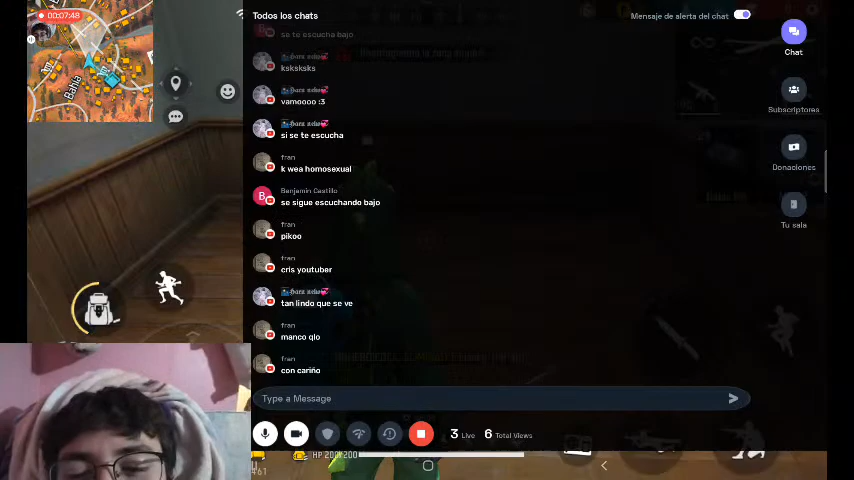 00:07:48
Todos los chats
Mensaje de alerta del chat
se te escucha bajo
ksksksks
vamoooo :3
si se te escucha
fran
k wea homosexual
B
Benjamin Castillo
se sigue escuchando bajo
fran
pikoo
fran
cris youtuber
tan lindo que se ve
fran
manco qlo
fran
con cariño
Type a Message
3 Live 6 Total Views
Chat
Subscriptores
Donaciones
Tu sala
Bahía
HP 200/200